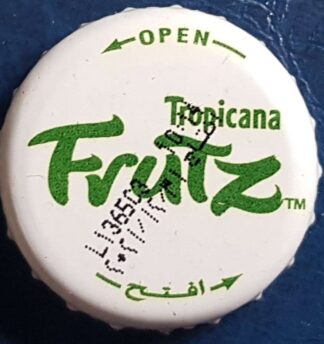 OPEN
Tropicana
Frutz™
افتح